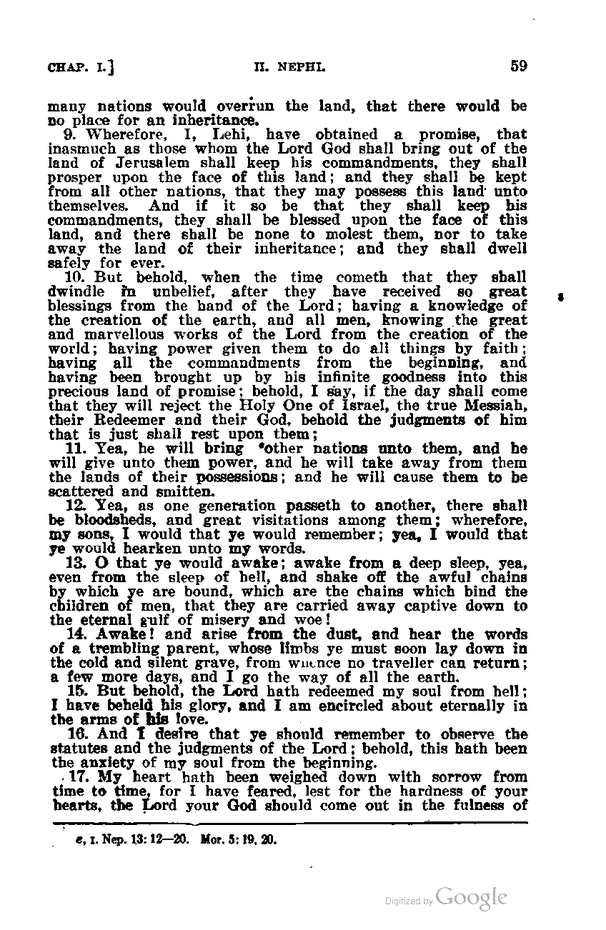 CHAP. I.] II. NEPHI. 59
many nations would overrun the land, that there would be
no place for an inheritance.
9. Wherefore, I, Lehi, have obtained a promise, that
inasmuch as those whom the Lord God shall bring out of the
land of Jerusalem shall keep his commandments, they shall
prosper upon the face of this land; and they shall be kept
from all other nations, that they may possess this land unto
themselves. And if it so be that they shall keep his
commandments, they shall be blessed upon the face of this
land, and there shall be none to molest them, nor to take
away the land of their inheritance; and they shall dwell
safely for ever.
10. But behold, when the time cometh that they shall
dwindle in unbelief, after they have received so great
blessings from the hand of the Lord; having a knowledge of
the creation of the earth, and all men, knowing the great
and marvellous works of the Lord from the creation of the
world; having power given them to do all things by faith;
having all the commandments from the beginning, and
having been brought up by his infinite goodness into this
precious land of promise; behold, I say, if the day shall come
that they will reject the Holy One of Israel, the true Messiah,
their Redeemer and their God, behold the judgments of him
that is just shall rest upon them;
11. Yea, he will bring ᵉother nations unto them, and he
will give unto them power, and he will take away from them
the lands of their possessions; and he will cause them to be
scattered and smitten.
12. Yea, as one generation passeth to another, there shall
be bloodsheds, and great visitations among them; wherefore,
my sons, I would that ye would remember; yea, I would that
ye would hearken unto my words.
13. O that ye would awake; awake from a deep sleep, yea,
even from the sleep of hell, and shake off the awful chains
by which ye are bound, which are the chains which bind the
children of men, that they are carried away captive down to
the eternal gulf of misery and woe!
14. Awake! and arise from the dust, and hear the words
of a trembling parent, whose limbs ye must soon lay down in
the cold and silent grave, from whence no traveller can return;
a few more days, and I go the way of all the earth.
15. But behold, the Lord hath redeemed my soul from hell;
I have beheld his glory, and I am encircled about eternally in
the arms of his love.
16. And I desire that ye should remember to observe the
statutes and the judgments of the Lord; behold, this hath been
the anxiety of my soul from the beginning.
17. My heart hath been weighed down with sorrow from
time to time, for I have feared, lest for the hardness of your
hearts, the Lord your God should come out in the fulness of
e, I. Nep. 13: 12—20. Mor. 5: 19, 20.
Digitized by Google